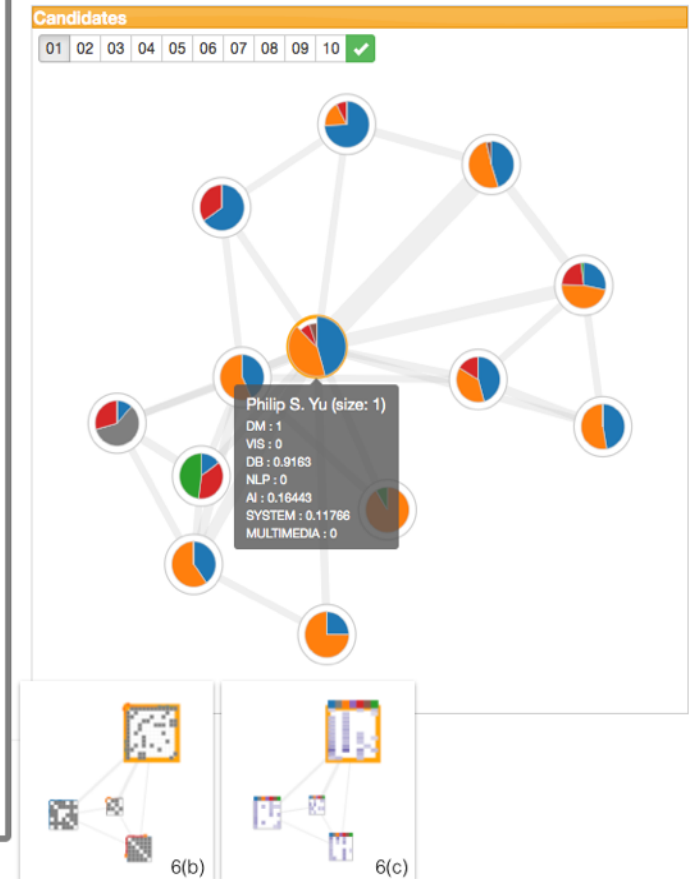 Candidates
01 02 03 04 05 06 07 08 09 10
Philip S. Yu (size: 1)
DM : 1
VIS : 0
DB : 0.9163
NLP : 0
AI : 0.16443
SYSTEM : 0.11766
MULTIMEDIA : 0
6(b) 6(c)